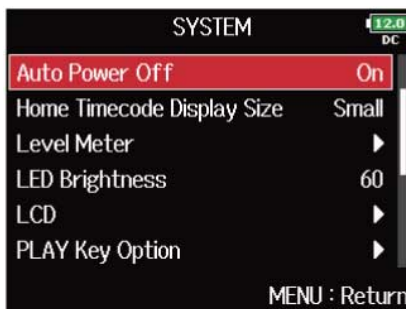 SYSTEM
12.0
DC
Auto Power Off On
Home Timecode Display Size Small
Level Meter
LED Brightness 60
LCD
PLAY Key Option
MENU : Return